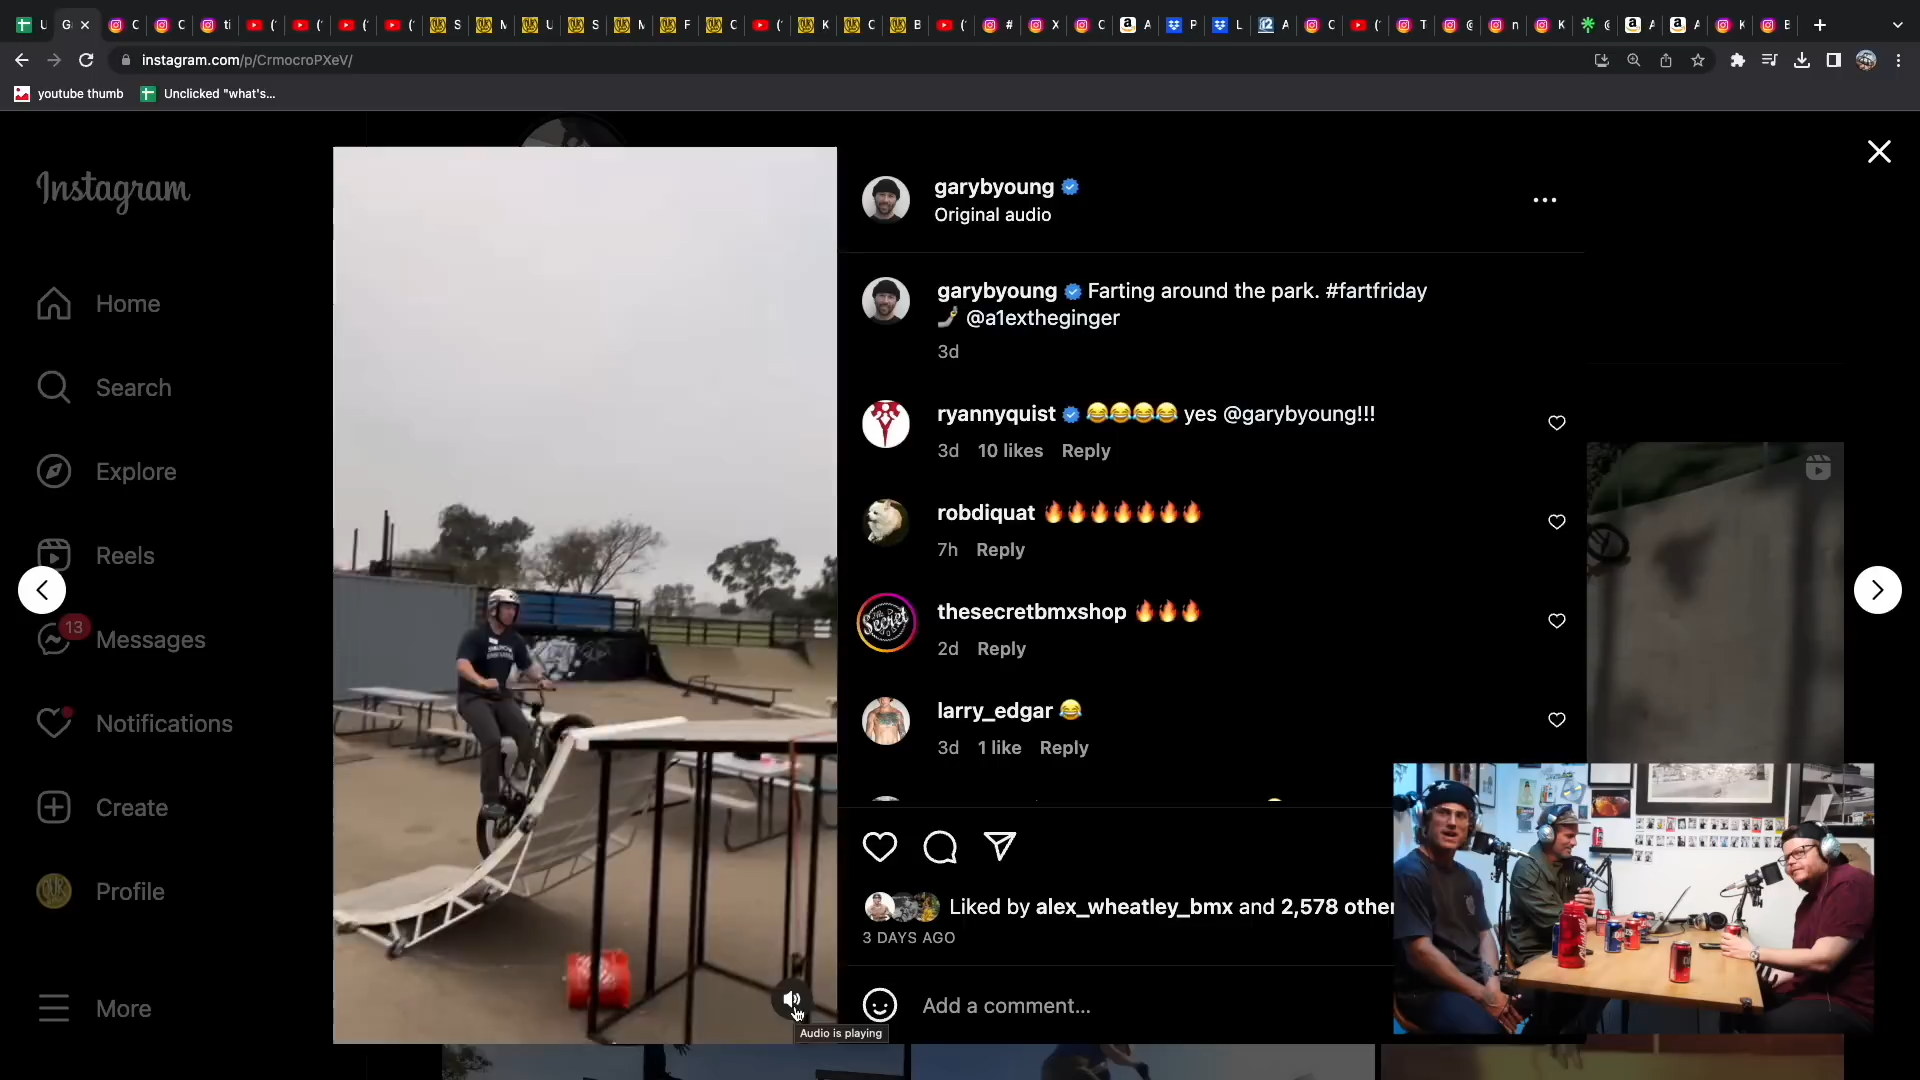 instagram.com/p/CrmocroPXeV/
youtube thumb
Unclicked "what's...
Instagram
Home
Search
Explore
Reels
13
Messages
Notifications
Create
Profile
More
garybyoung
Original audio
garybyoung Farting around the park. #fartfriday
@a1extheginger
3d
ryannyquist 😂😂😂😂 yes @garybyoung!!!
3d 10 likes Reply
robdiquat 🔥🔥🔥🔥🔥🔥🔥
7h Reply
Secret
thesecretbmxshop 🔥🔥🔥
2d Reply
larry_edgar 😂
3d 1 like Reply
Liked by alex_wheatley_bmx and 2,578 other
3 DAYS AGO
Add a comment...
Audio is playing